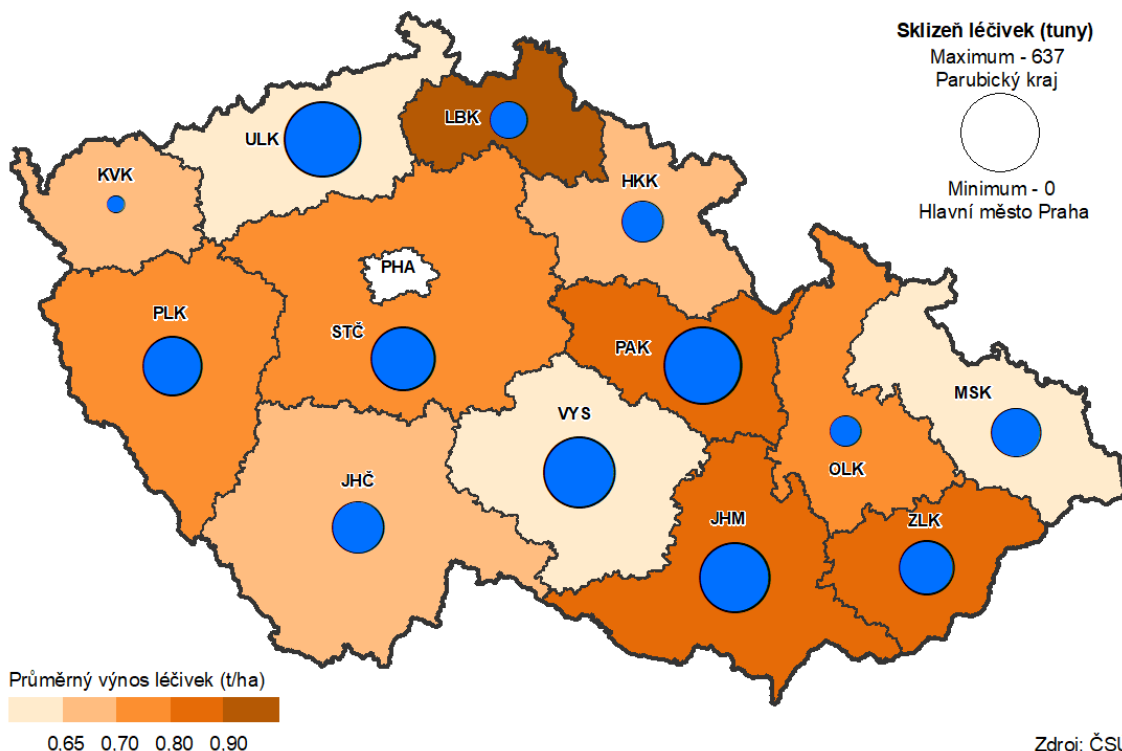 Sklizeň léčivek (tuny)
Maximum - 637
Parubický kraj
Minimum - 0
Hlavní město Praha
ULK
LBK
KVK
HKK
PHA
PLK
STČ
PAK
MSK
VYS
OLK
JHČ
JHM
ZLK
Průměrný výnos léčivek (t/ha)
0.65 0.70 0.80 0.90
Zdroj: ČSÚ